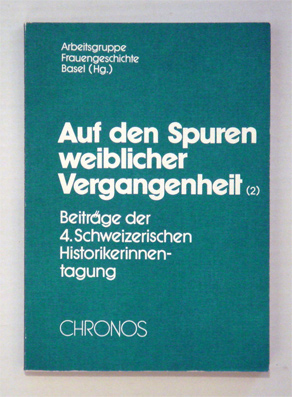 Arbeitsgruppe
Frauengeschichte
Basel (Hg.)
Auf den Spuren
weiblicher
Vergangenheit (2)
Beiträge der
4. Schweizerischen
Historikerinnen-
tagung
CHRONOS